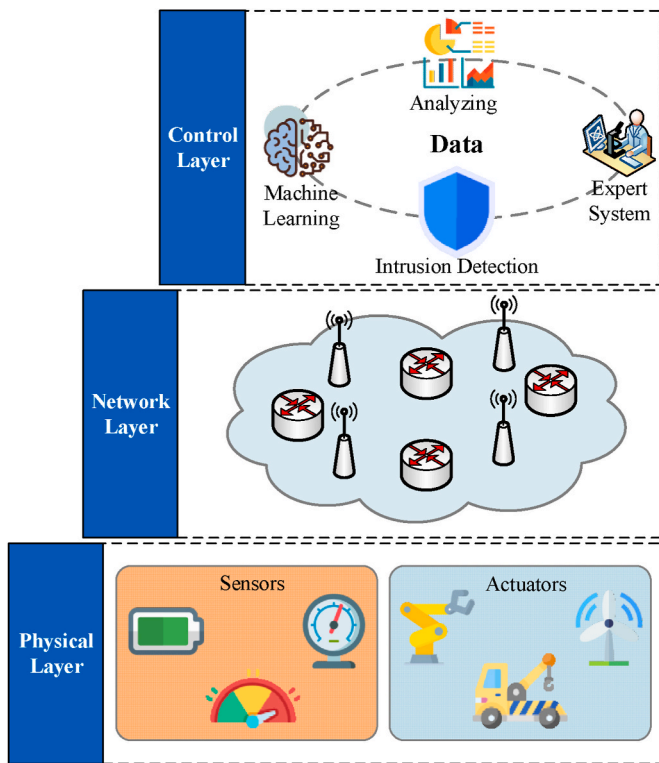 Control
Layer
Analyzing
Data
Machine
Learning
Expert
System
Intrusion Detection
Network
Layer
Physical
Layer
Sensors
Actuators